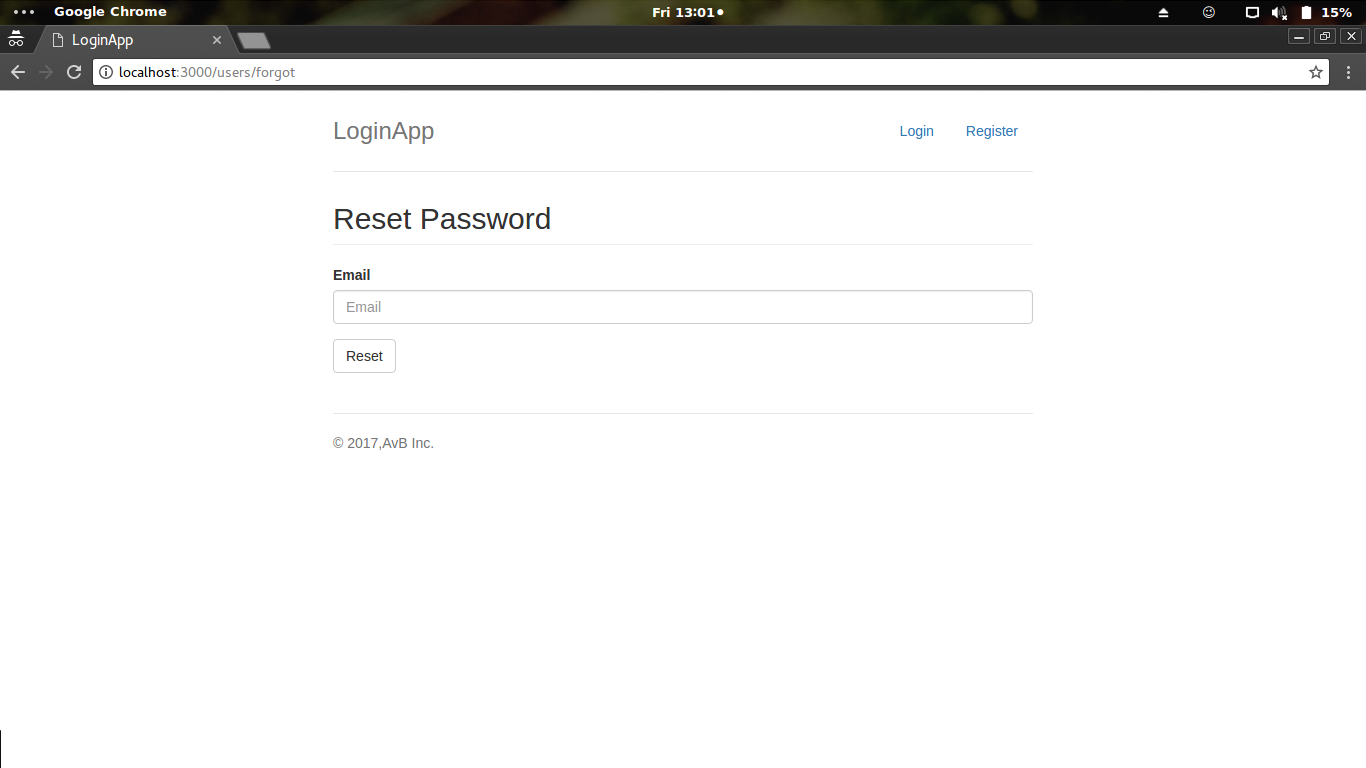 Google Chrome
Fri 13:01
15%
LoginApp
localhost:3000/users/forgot
LoginApp
Login
Register
Reset Password
Email
Email
Reset
© 2017,AvB Inc.